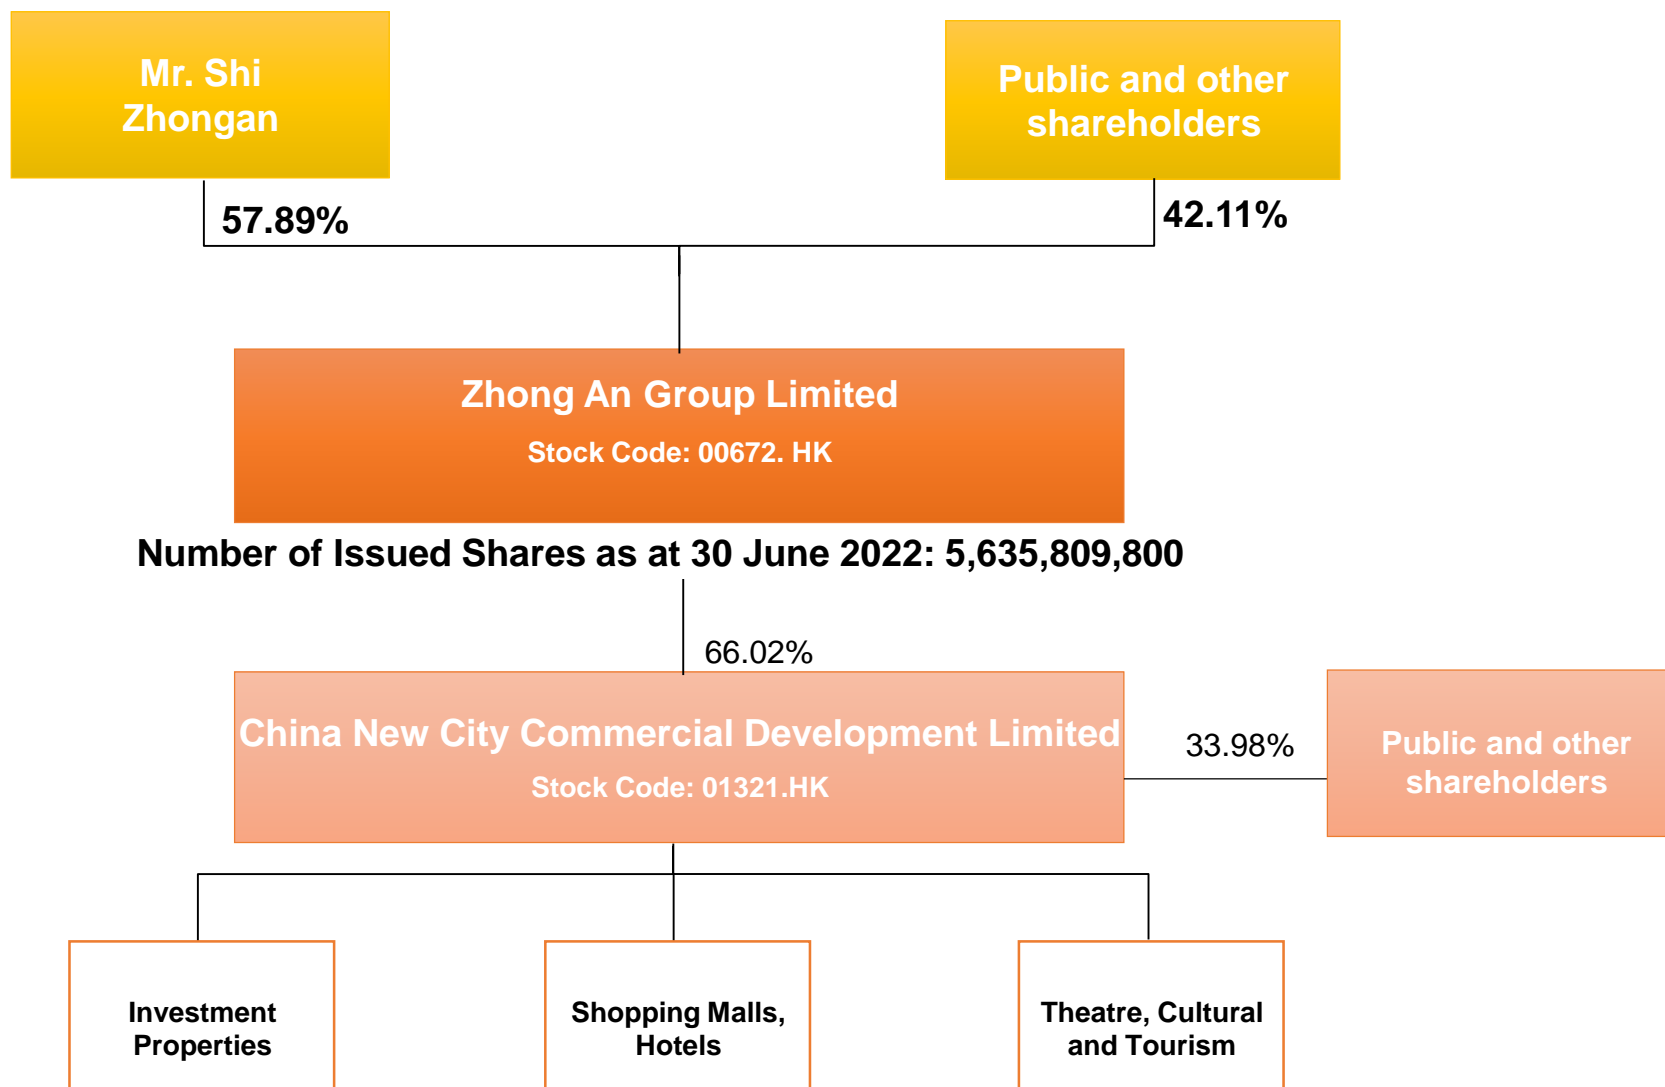 Mr. Shi
Zhongan
Public and other
shareholders
57.89%
42.11%
Zhong An Group Limited
Stock Code: 00672. HK
Number of Issued Shares as at 30 June 2022: 5,635,809,800
66.02%
China New City Commercial Development Limited
Stock Code: 01321.HK
33.98%
Public and other
shareholders
Investment
Properties
Shopping Malls,
Hotels
Theatre, Cultural
and Tourism